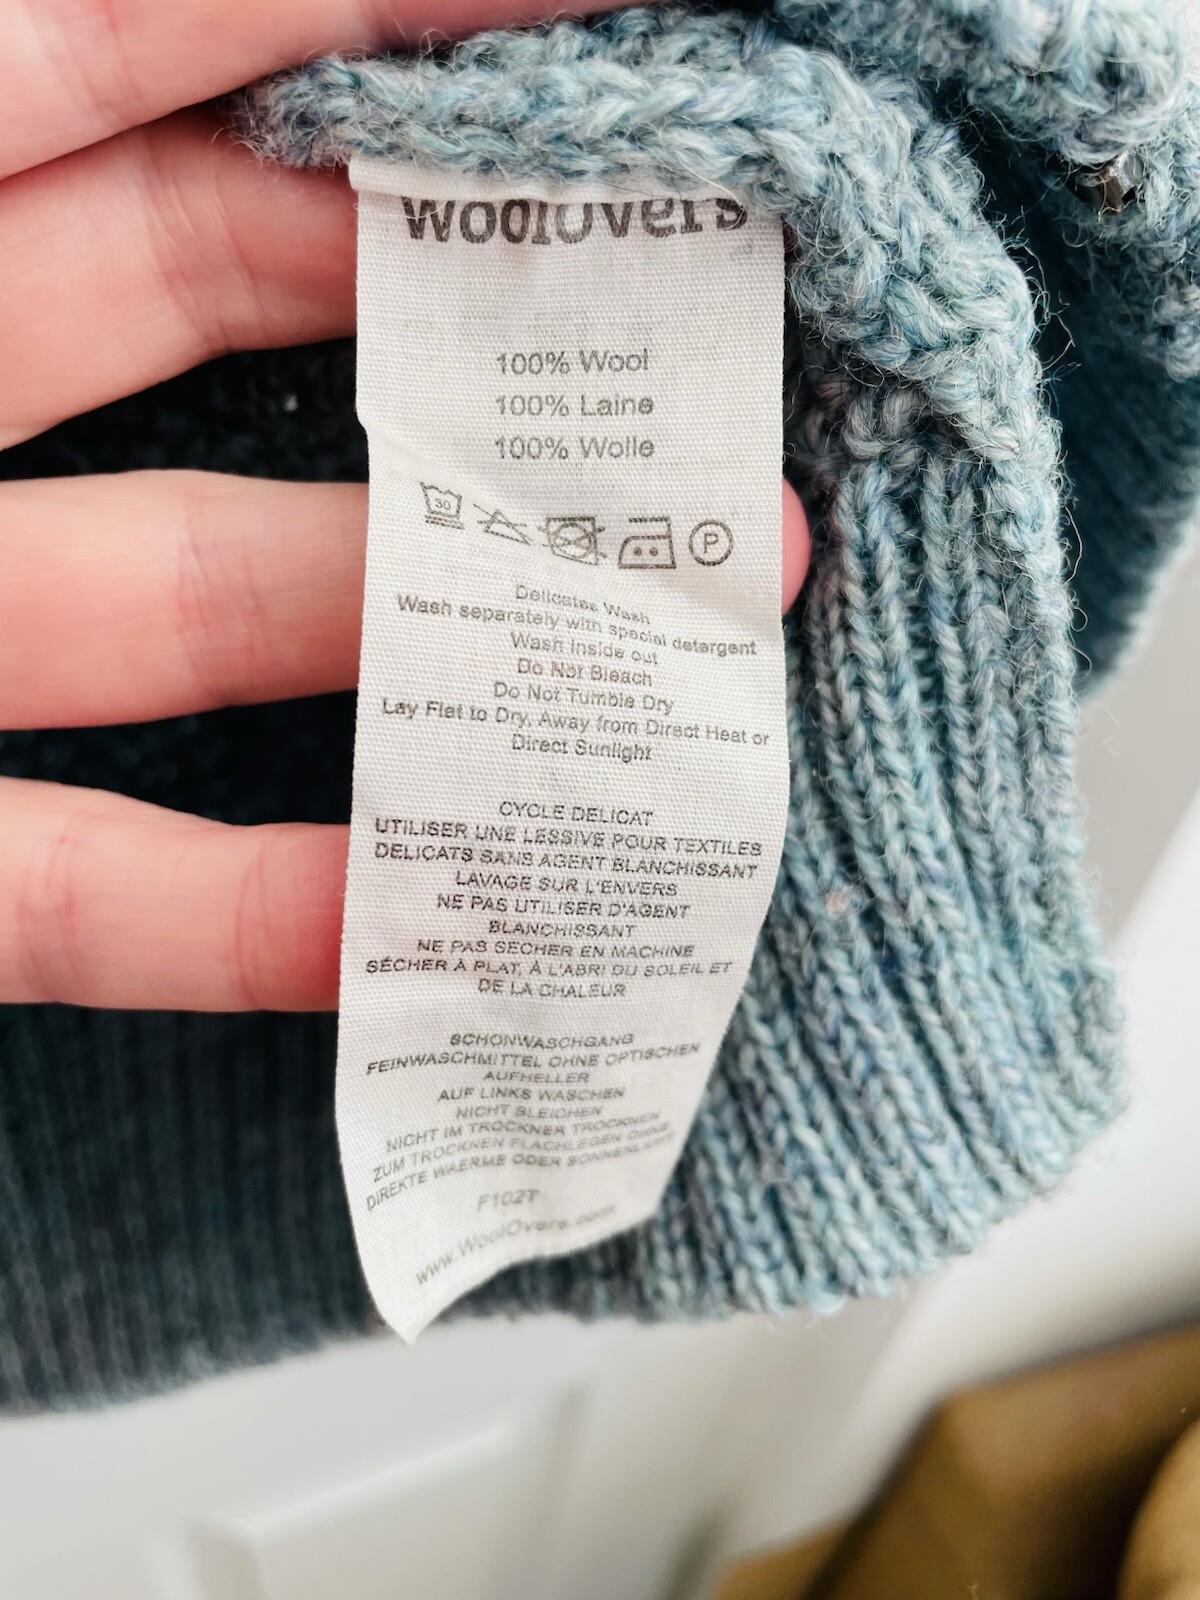 woolovers
100% Wool
100% Laine
100% Wolle
30
P
Delicates Wash
Wash separately with special detergent
Wash inside out
Do Not Bleach
Do Not Tumble Dry
Lay Flat to Dry, Away from Direct Heat or
Direct Sunlight
CYCLE DELICAT
UTILISER UNE LESSIVE POUR TEXTILES
DELICATS SANS AGENT BLANCHISSANT
LAVAGE SUR L'ENVERS
NE PAS UTILISER D'AGENT
BLANCHISSANT
NE PAS SECHER EN MACHINE
SÉCHER À PLAT, À L'ABRI DU SOLEIL ET
DE LA CHALEUR
SCHONWASCHGANG
FEINWASCHMITTEL OHNE OPTISCHEN
AUFHELLER
AUF LINKS WASCHEN
NICHT BLEICHEN
NICHT IM TROCKNER TROCKNEN
ZUM TROCKNEN FLACHLEGEN OHNE
DIREKTE WAERME ODER SONNENLICHT
F102T
www.WoolOvers.com